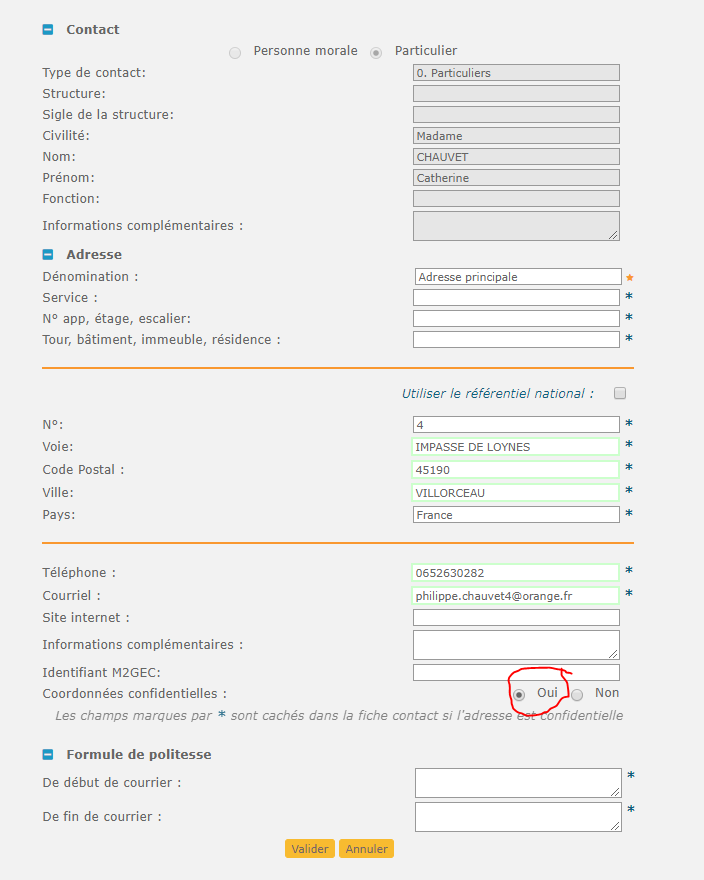 Contact
Personne morale Particulier
Type de contact: 0. Particuliers
Structure:
Sigle de la structure:
Civilité: Madame
Nom: CHAUVET
Prénom: Catherine
Fonction:
Informations complémentaires :
Adresse
Dénomination : Adresse principale
Service : *
N° app, étage, escalier: *
Tour, bâtiment, immeuble, résidence : *
Utiliser le référentiel national :
N°: 4 *
Voie: IMPASSE DE LOYNES *
Code Postal : 45190 *
Ville: VILLORCEAU *
Pays: France *
Téléphone : 0652630282 *
Courriel : philippe.chauvet4@orange.fr *
Site internet :
Informations complémentaires :
Identifiant M2GEC:
Coordonnées confidentielles : Oui Non
Les champs marques par * sont cachés dans la fiche contact si l'adresse est confidentielle
Formule de politesse
De début de courrier : *
De fin de courrier : *
Valider Annuler